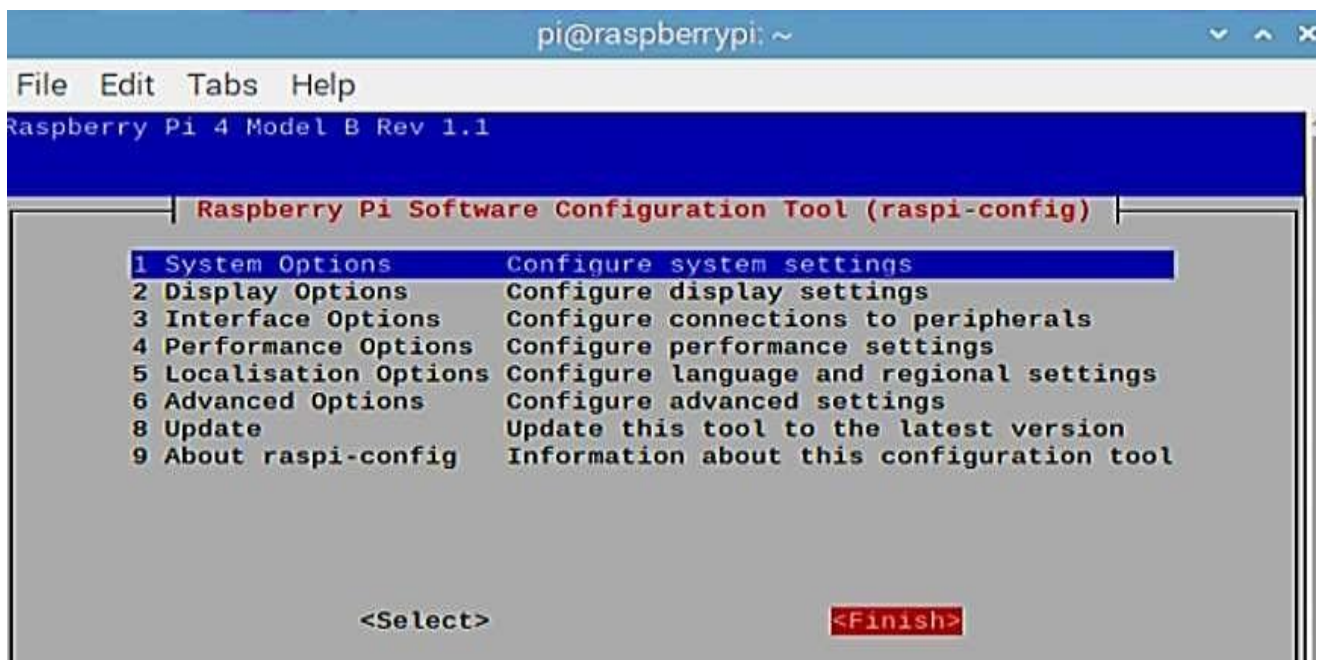 pi@raspberrypi: ~
File Edit Tabs Help
Raspberry Pi 4 Model B Rev 1.1
Raspberry Pi Software Configuration Tool (raspi-config)
1 System Options Configure system settings
2 Display Options Configure display settings
3 Interface Options Configure connections to peripherals
4 Performance Options Configure performance settings
5 Localisation Options Configure language and regional settings
6 Advanced Options Configure advanced settings
8 Update Update this tool to the latest version
9 About raspi-config Information about this configuration tool
<Select> <Finish>